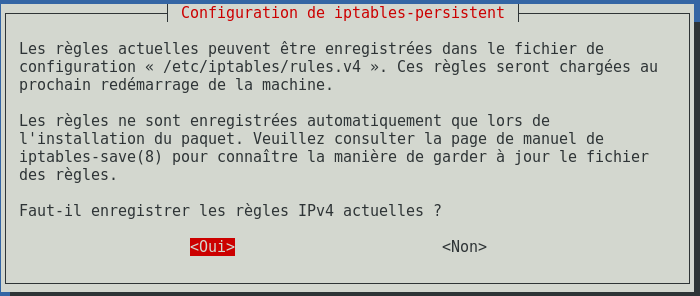 Configuration de iptables-persistent
Les règles actuelles peuvent être enregistrées dans le fichier de
configuration « /etc/iptables/rules.v4 ». Ces règles seront chargées au
prochain redémarrage de la machine.
Les règles ne sont enregistrées automatiquement que lors de
l'installation du paquet. Veuillez consulter la page de manuel de
iptables-save(8) pour connaître la manière de garder à jour le fichier
des règles.
Faut-il enregistrer les règles IPv4 actuelles ?
<Oui> <Non>